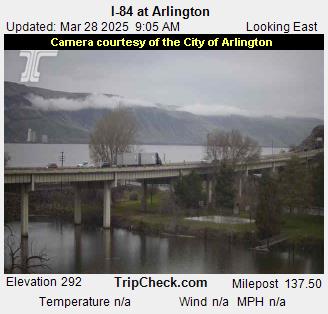 I-84 at Arlington
Updated: Mar 28 2025 9:05 AM Looking East
Camera courtesy of the City of Arlington
Elevation 292 TripCheck.com Milepost 137.50
Temperature n/a Wind n/a MPH n/a